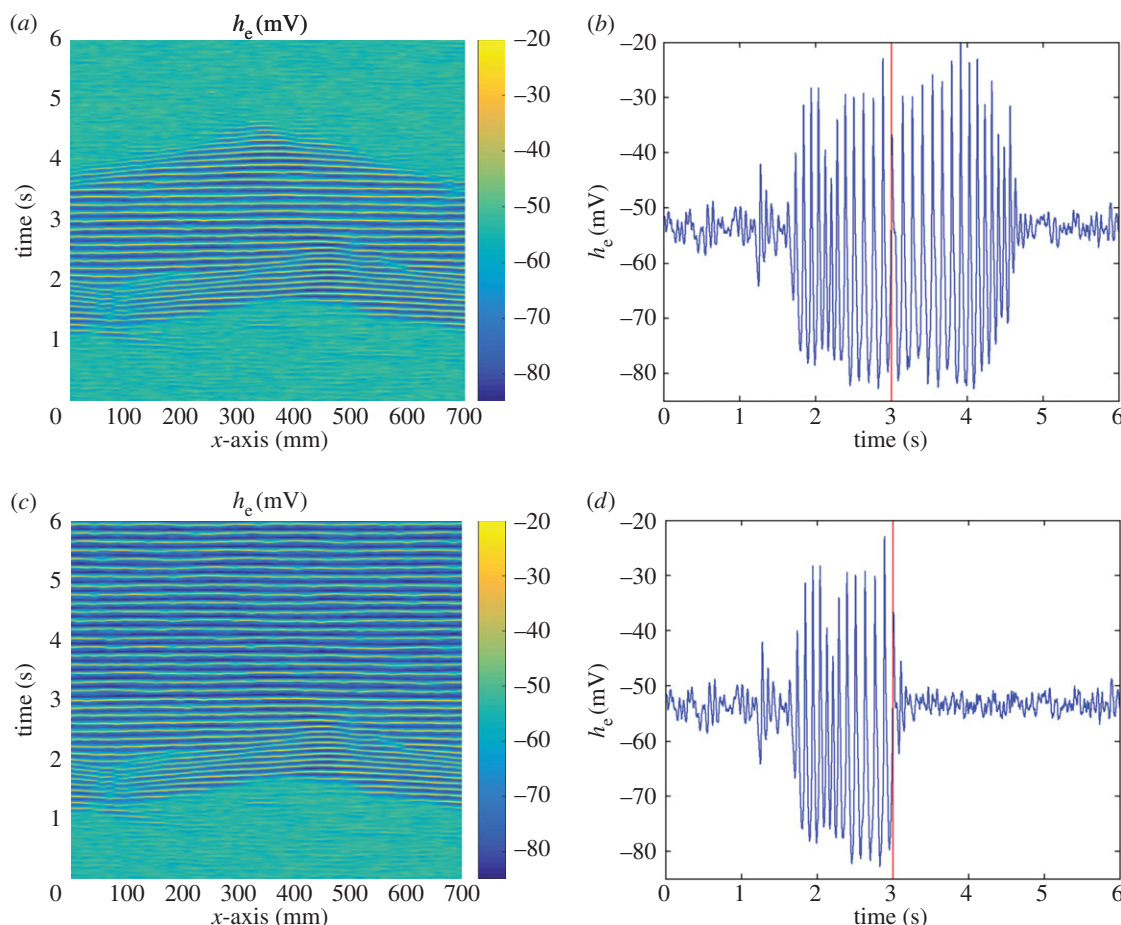 (a)
h_e (mV)
6
5
4
3
2
1
time (s)
0 100 200 300 400 500 600 700
x-axis (mm)
–20
–30
–40
–50
–60
–70
–80
(b)
–20
–30
–40
–50
–60
–70
–80
h_e (mV)
0 1 2 3 4 5 6
time (s)
(c)
h_e (mV)
6
5
4
3
2
1
time (s)
0 100 200 300 400 500 600 700
x-axis (mm)
–20
–30
–40
–50
–60
–70
–80
(d)
–20
–30
–40
–50
–60
–70
–80
h_e (mV)
0 1 2 3 4 5 6
time (s)